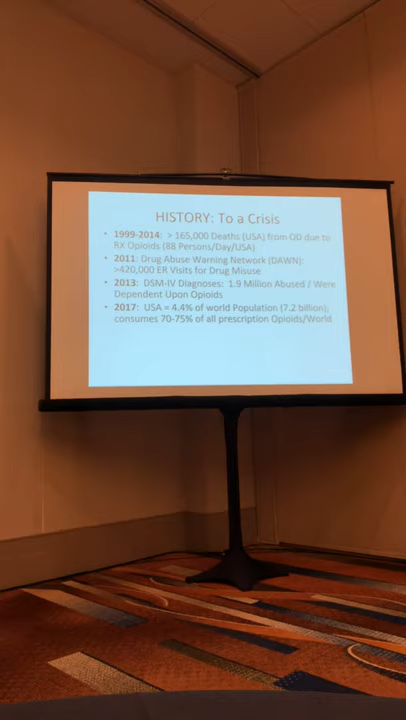 HISTORY: To a Crisis
• 1999-2014: > 165,000 Deaths (USA) from OD due to
RX Opioids (88 Persons/Day/USA)
• 2011: Drug Abuse Warning Network (DAWN):
>420,000 ER Visits for Drug Misuse
• 2013: DSM-IV Diagnoses: 1.9 Million Abused / Were
Dependent Upon Opioids
• 2017: USA = 4.4% of world Population (7.2 billion);
consumes 70-75% of all prescription Opioids/World